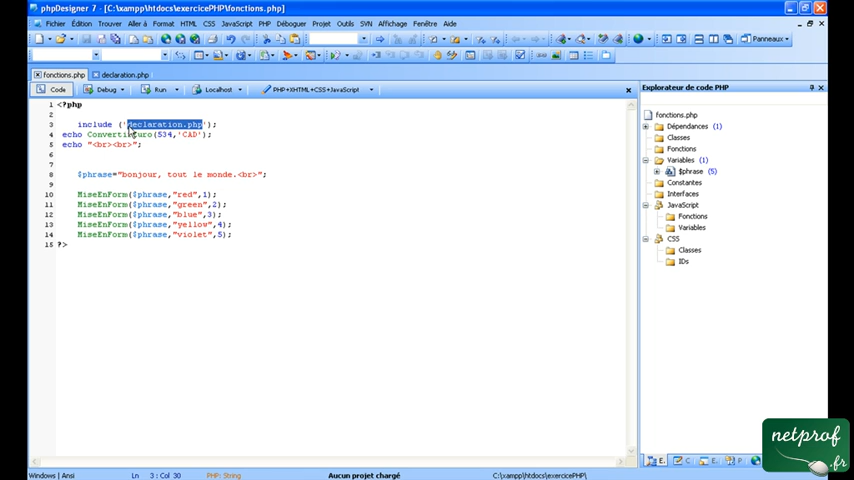 phpDesigner 7 - [C:\xampp\htdocs\exercicePHP\fonctions.php]
Fichier Édition Trouver Aller à Format HTML CSS JavaScript PHP Déboguer Projet Outils SVN Affichage Fenêtre Aide
Panneaux
fonctions.php declaration.php
Code Debug Run Localhost PHP+XHTML+CSS+JavaScript
1 <?php
2
3 include ('declaration.php');
4 echo (534,'CAD');
5 echo "<br><br>";
8 $phrase="bonjour, tout le monde.<br>";
10 MiseEnForm($phrase,"red",1);
11 MiseEnForm($phrase,"green",2);
12 MiseEnForm($phrase,"blue",3);
13 MiseEnForm($phrase,"yellow",4);
14 MiseEnForm($phrase,"violet",5);
15 ?>
Explorateur de code PHP
fonctions.php
Dépendances (1)
Classes
Fonctions
Variables (1)
$phrase (5)
Constantes
Interfaces
JavaScript
Fonctions
Variables
CSS
Classes
IDs
netprof
.fr
Windows | Ansi Ln 3 : Col 30 PHP: String Aucun projet chargé C:\xampp\htdocs\exercicePHP\